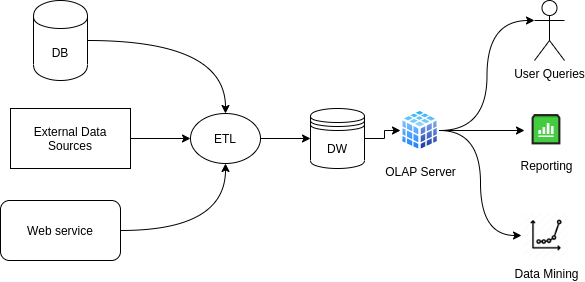 DB
External Data
Sources
Web service
ETL
DW
OLAP Server
User Queries
Reporting
Data Mining